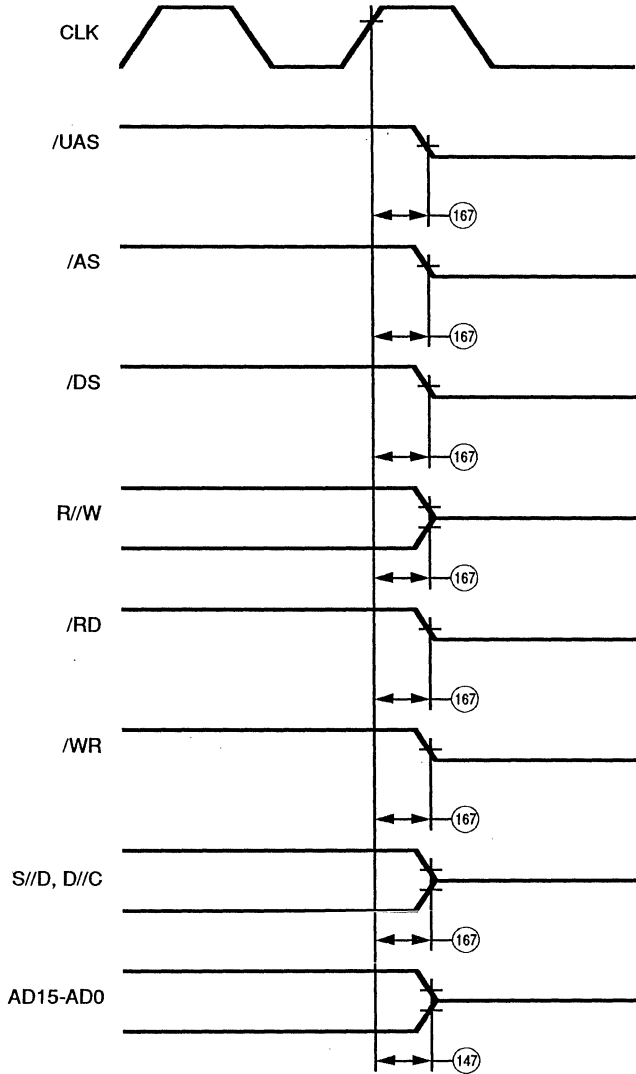 CLK
/UAS
167
/AS
167
/DS
167
R//W
167
/RD
167
/WR
167
S//D, D//C
167
AD15-AD0
147